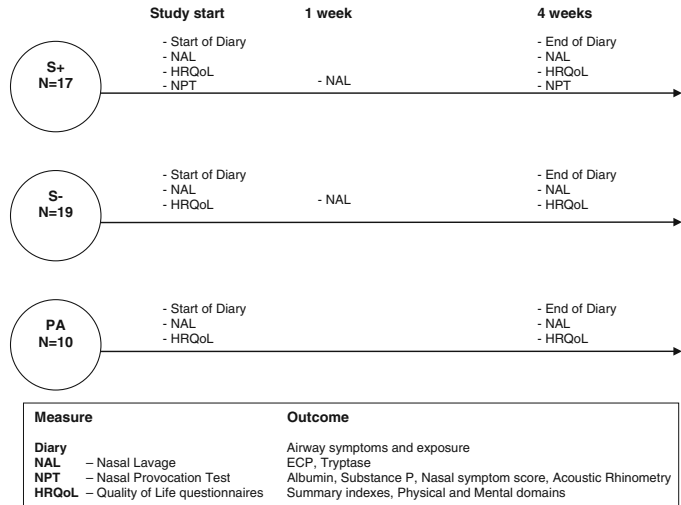 Study start 1 week 4 weeks
S+
N=17
- Start of Diary
- NAL
- HRQoL
- NPT
- NAL
- End of Diary
- NAL
- HRQoL
- NPT
S-
N=19
- Start of Diary
- NAL
- HRQoL
- NAL
- End of Diary
- NAL
- HRQoL
PA
N=10
- Start of Diary
- NAL
- HRQoL
- End of Diary
- NAL
- HRQoL
Measure Outcome
Diary Airway symptoms and exposure
NAL – Nasal Lavage ECP, Tryptase
NPT – Nasal Provocation Test Albumin, Substance P, Nasal symptom score, Acoustic Rhinometry
HRQoL – Quality of Life questionnaires Summary indexes, Physical and Mental domains